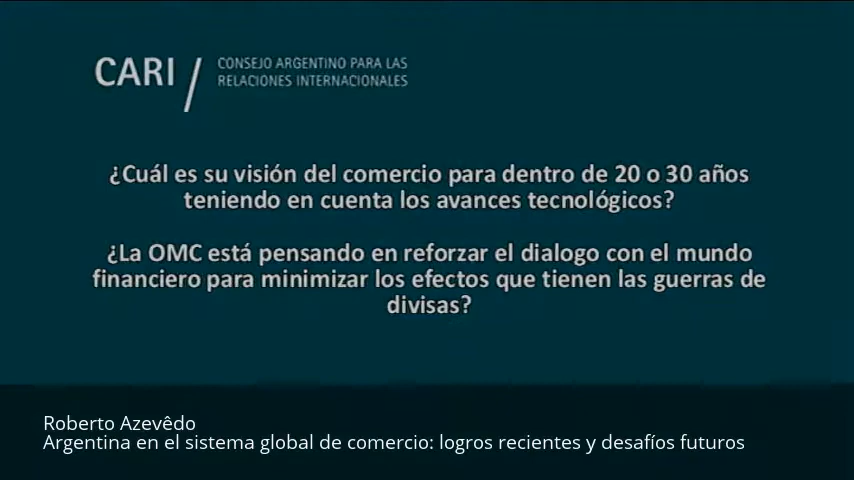 CARI
CONSEJO ARGENTINO PARA LAS
RELACIONES INTERNACIONALES
¿Cuál es su visión del comercio para dentro de 20 o 30 años
teniendo en cuenta los avances tecnológicos?
¿La OMC está pensando en reforzar el dialogo con el mundo
financiero para minimizar los efectos que tienen las guerras de
divisas?
Roberto Azevêdo
Argentina en el sistema global de comercio: logros recientes y desafíos futuros